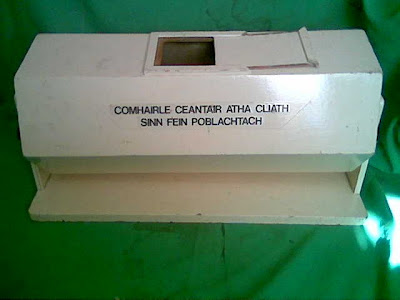 COMHAIRLE CEANTAIR ATHA CLIATH
SINN FEIN POBLACHTACH